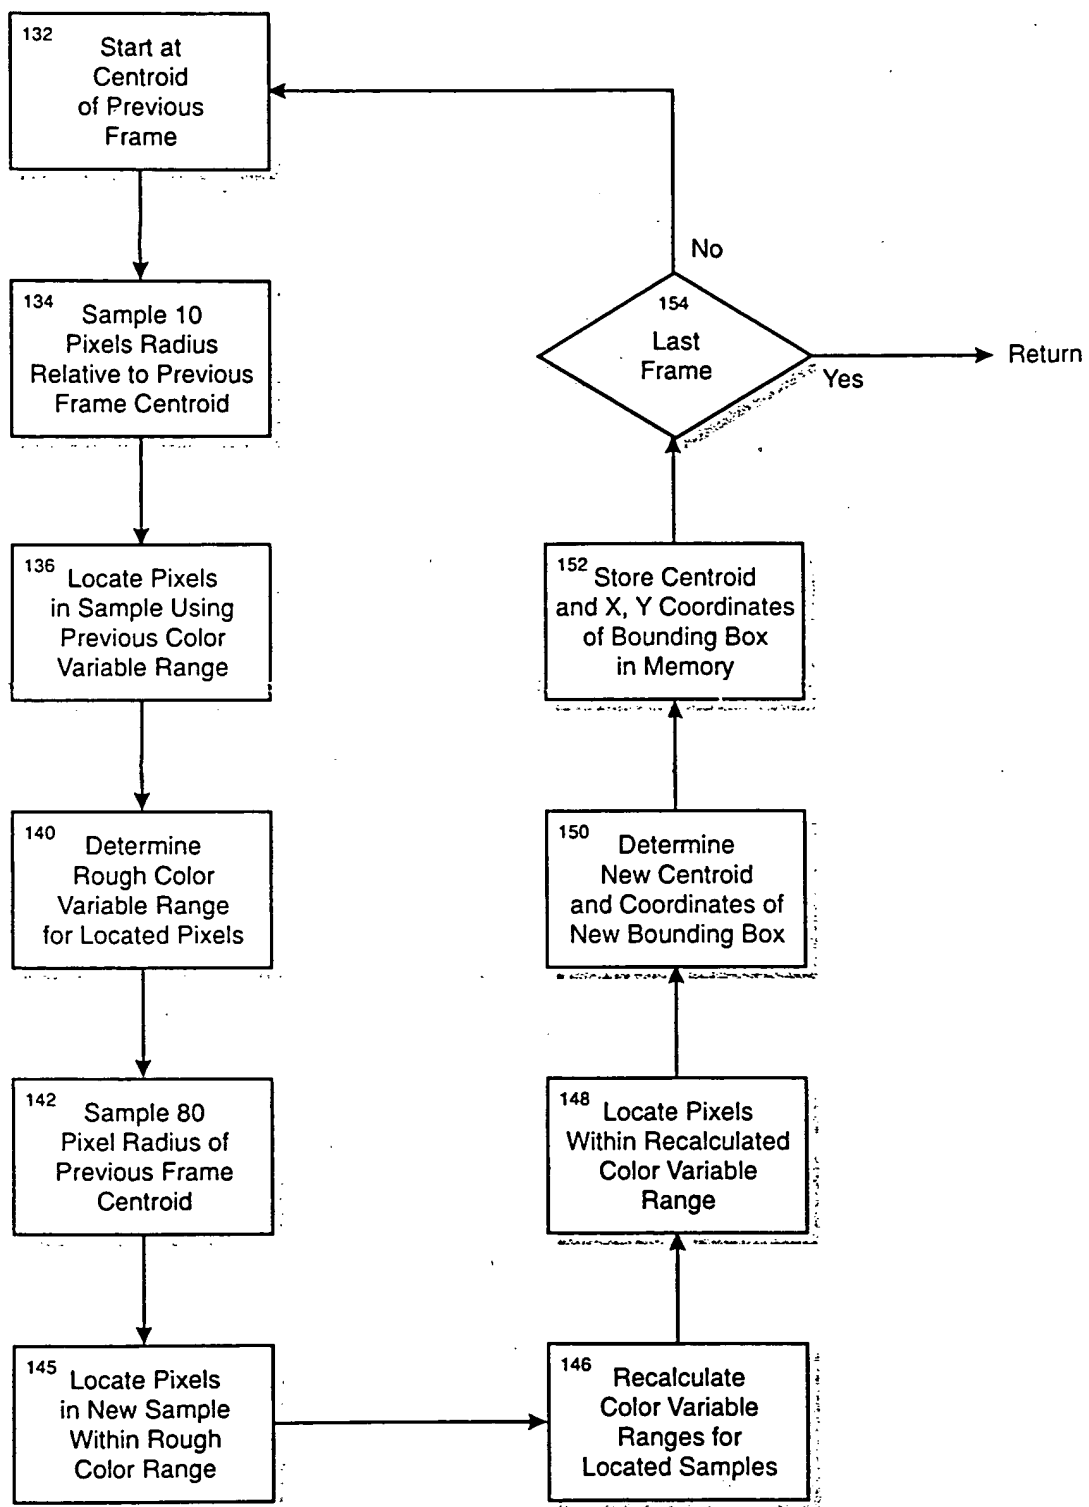 132
Start at
Centroid
of Previous
Frame
134
Sample 10
Pixels Radius
Relative to Previous
Frame Centroid
136
Locate Pixels
in Sample Using
Previous Color
Variable Range
140
Determine
Rough Color
Variable Range
for Located Pixels
142
Sample 80
Pixel Radius of
Previous Frame
Centroid
145
Locate Pixels
in New Sample
Within Rough
Color Range
146
Recalculate
Color Variable
Ranges for
Located Samples
148
Locate Pixels
Within Recalculated
Color Variable
Range
150
Determine
New Centroid
and Coordinates of
New Bounding Box
152
Store Centroid
and X, Y Coordinates
of Bounding Box
in Memory
154
Last
Frame
No
Yes
Return